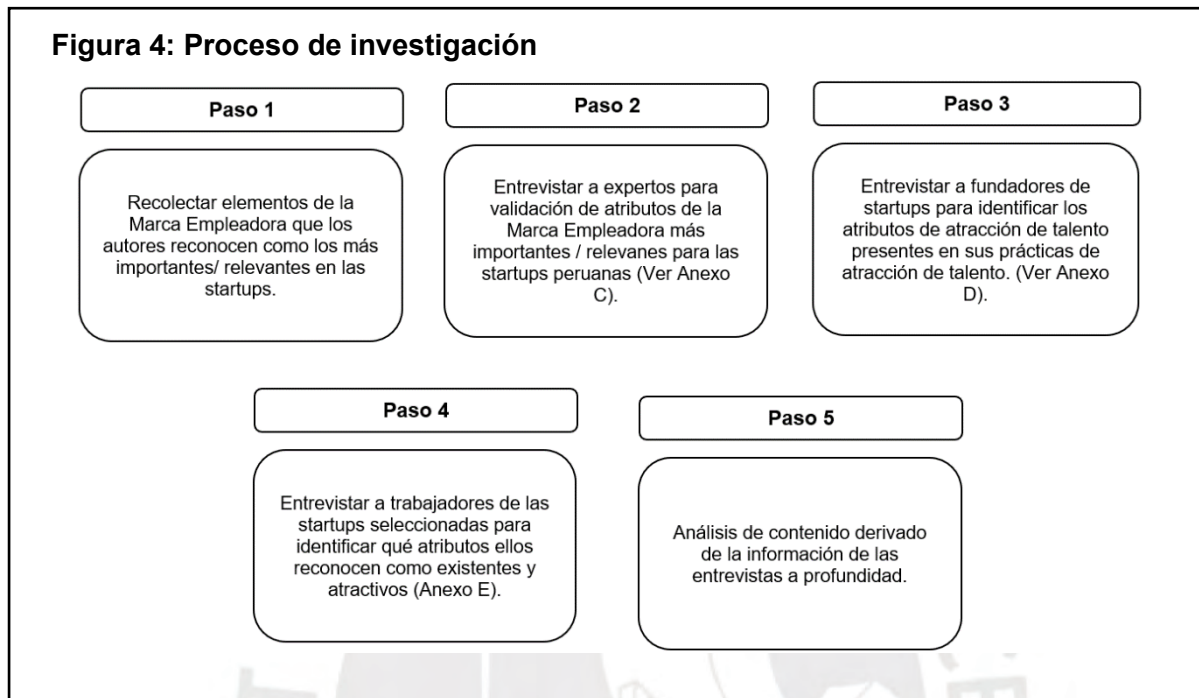 Figura 4: Proceso de investigación
Paso 1
Recolectar elementos de la
Marca Empleadora que los
autores reconocen como los más
importantes/ relevantes en las
startups.
Paso 2
Entrevistar a expertos para
validación de atributos de la
Marca Empleadora más
importantes / relevanes para las
startups peruanas (Ver Anexo
C).
Paso 3
Entrevistar a fundadores de
startups para identificar los
atributos de atracción de talento
presentes en sus prácticas de
atracción de talento. (Ver Anexo
D).
Paso 4
Entrevistar a trabajadores de las
startups seleccionadas para
identificar qué atributos ellos
reconocen como existentes y
atractivos (Anexo E).
Paso 5
Análisis de contenido derivado
de la información de las
entrevistas a profundidad.